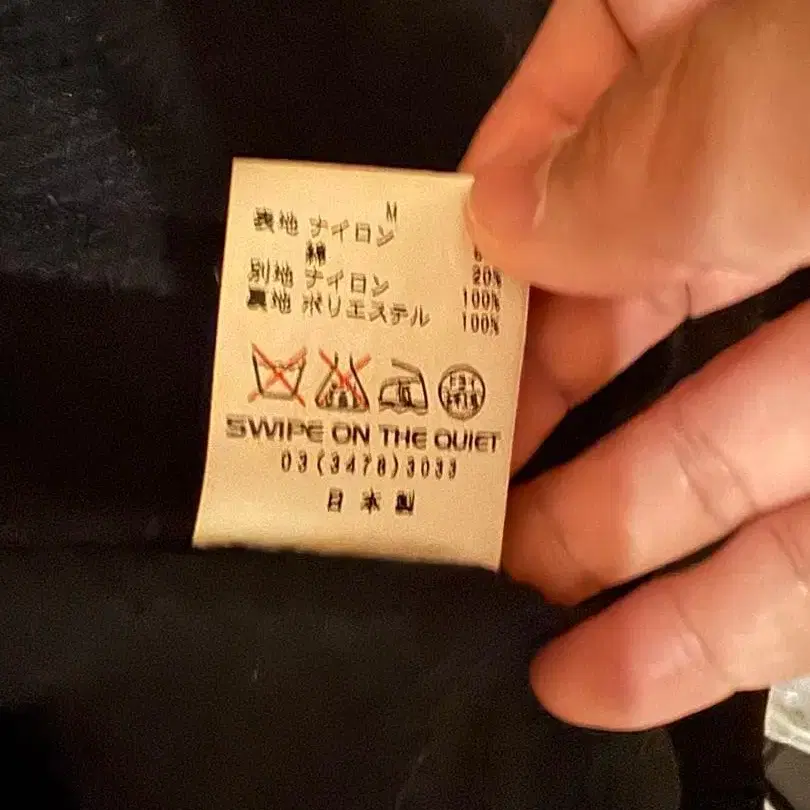 M
表地 ナイロン
綿 20%
別地 ナイロン 100%
裏地 ポリエステル 100%
SWIPE ON THE QUIET
03(3478)3033
日本製